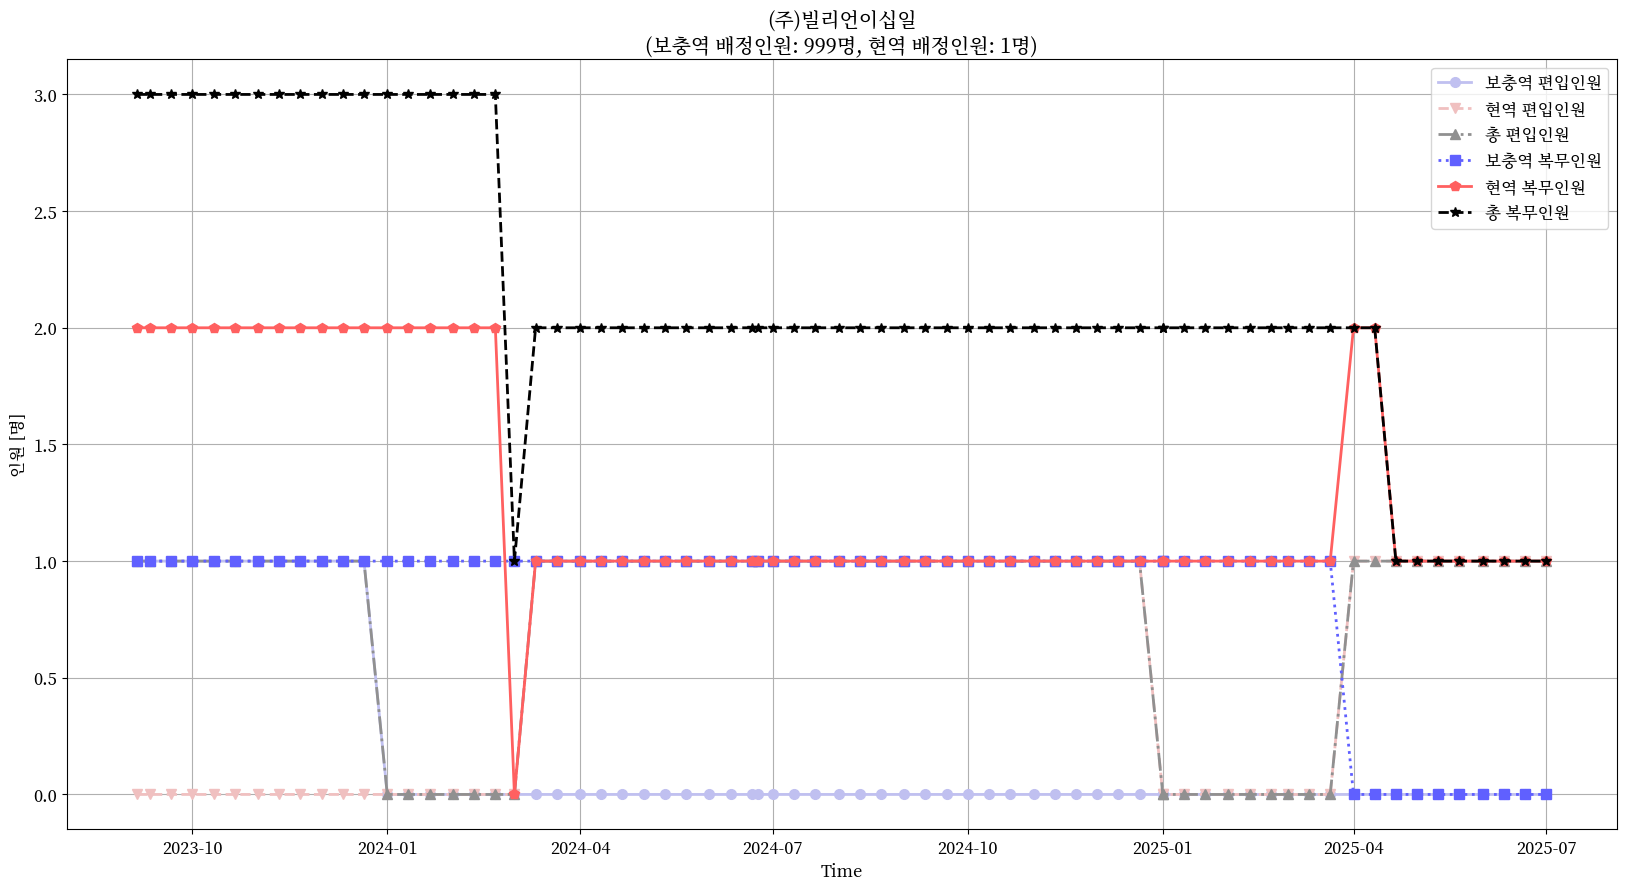 (주)빌리언이십일
(보충역 배정인원: 999명, 현역 배정인원: 1명)
보충역 편입인원
현역 편입인원
총 편입인원
보충역 복무인원
현역 복무인원
총 복무인원
인원 [명]
3.0
2.5
2.0
1.5
1.0
0.5
0.0
2023-10 2024-01 2024-04 2024-07 2024-10 2025-01 2025-04 2025-07
Time